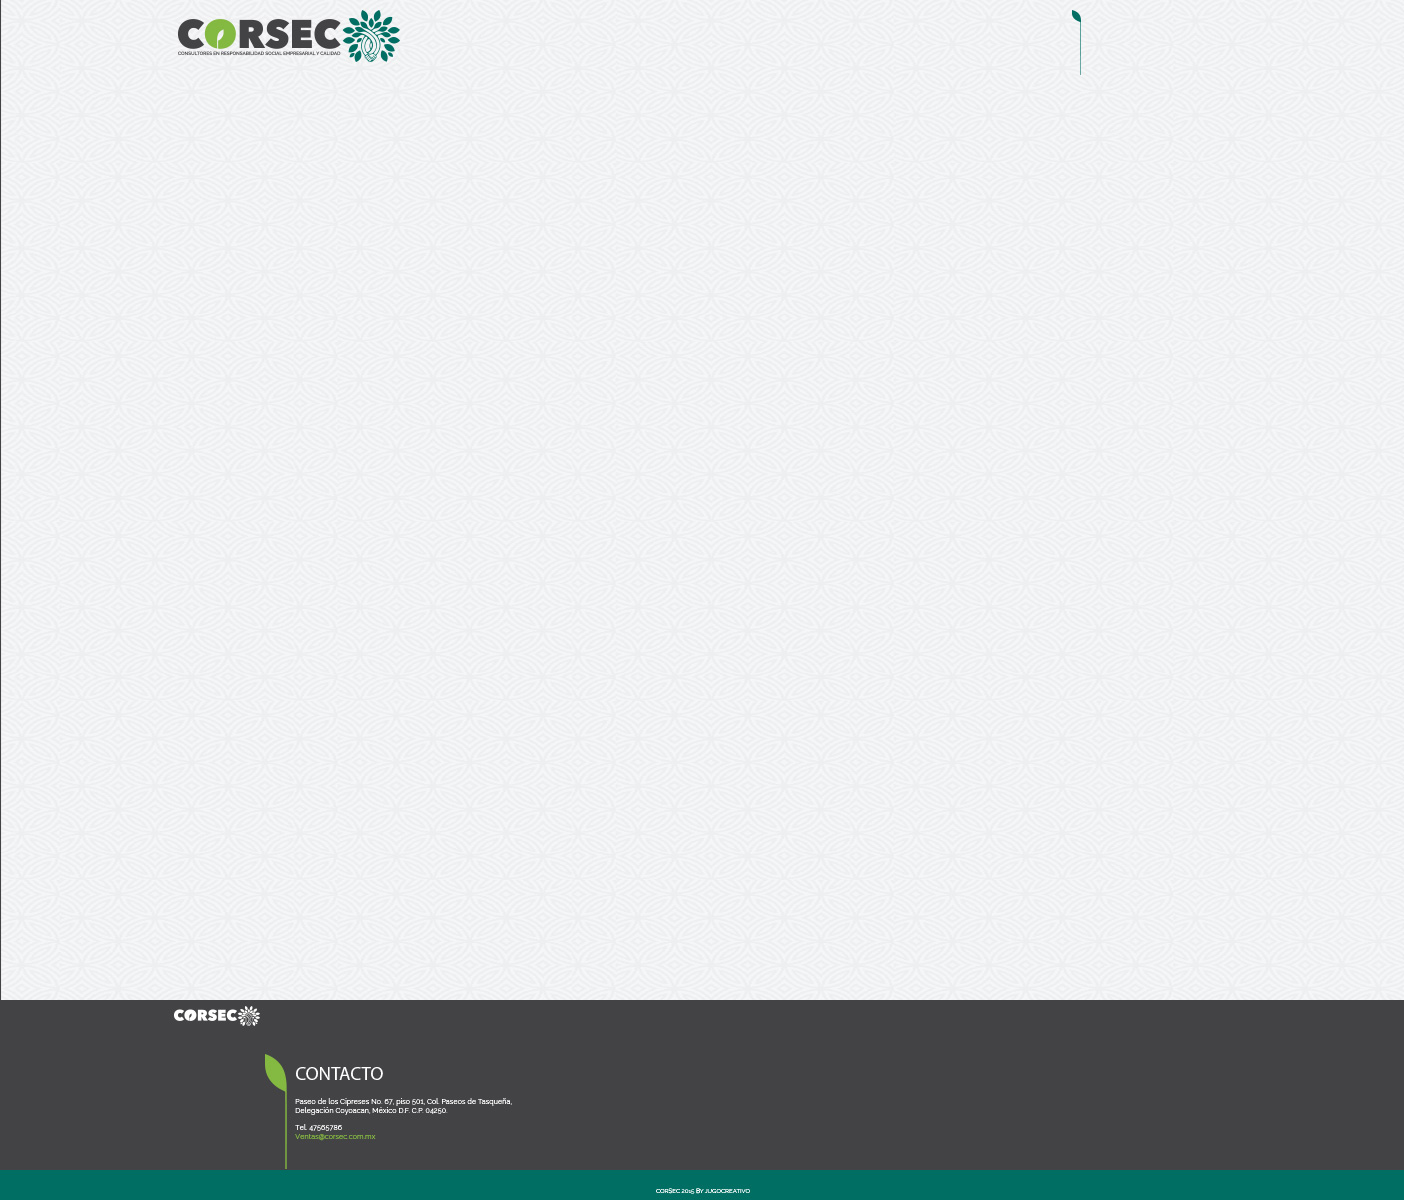 CORSEC
CONSULTORES EN RESPONSABILIDAD SOCIAL EMPRESARIAL Y CALIDAD
CORSEC
CONTACTO
Paseo de los Cipreses No. 67, piso 501, Col. Paseos de Tasqueña,
Delegación Coyoacan, México D.F. C.P. 04250.
Tel. 47565786
Ventas@corsec.com.mx
CORSEC 2015 BY JUGOCREATIVO